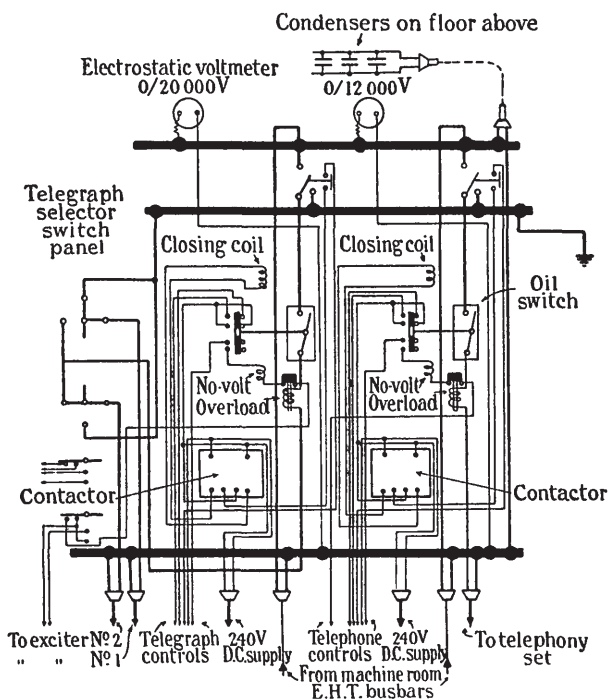 Condensers on floor above
Electrostatic voltmeter
0/20 000V
0/12 000V
Telegraph
selector
switch
panel
Closing coil
Closing coil
Oil
switch
No-volt
Overload
No-volt
Overload
Contactor
Contactor
To exciter No 2
" " No 1
Telegraph
controls
240V
D.C. supply
Telephone
controls
240V
D.C. supply
To telephony
set
From machine room
E.H.T. busbars